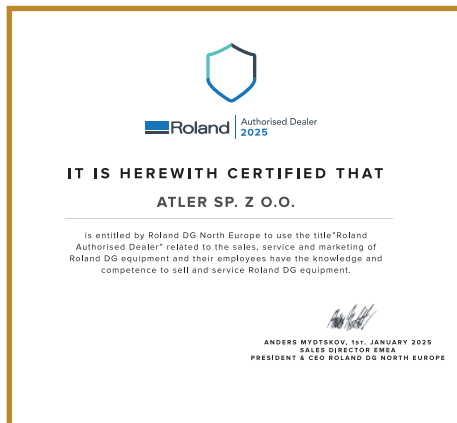 Roland
Authorised Dealer
2025
IT IS HEREWITH CERTIFIED THAT
ATLER SP. Z O.O.
is entitled by Roland DG North Europe to use the title"Roland
Authorised Dealer" related to the sales, service and marketing of
Roland DG equipment and their employees have the knowledge and
competence to sell and service Roland DG equipment.
ANDERS MYDTSKOV, 1ST. JANUARY 2025
SALES DIRECTOR EMEA
PRESIDENT & CEO ROLAND DG NORTH EUROPE